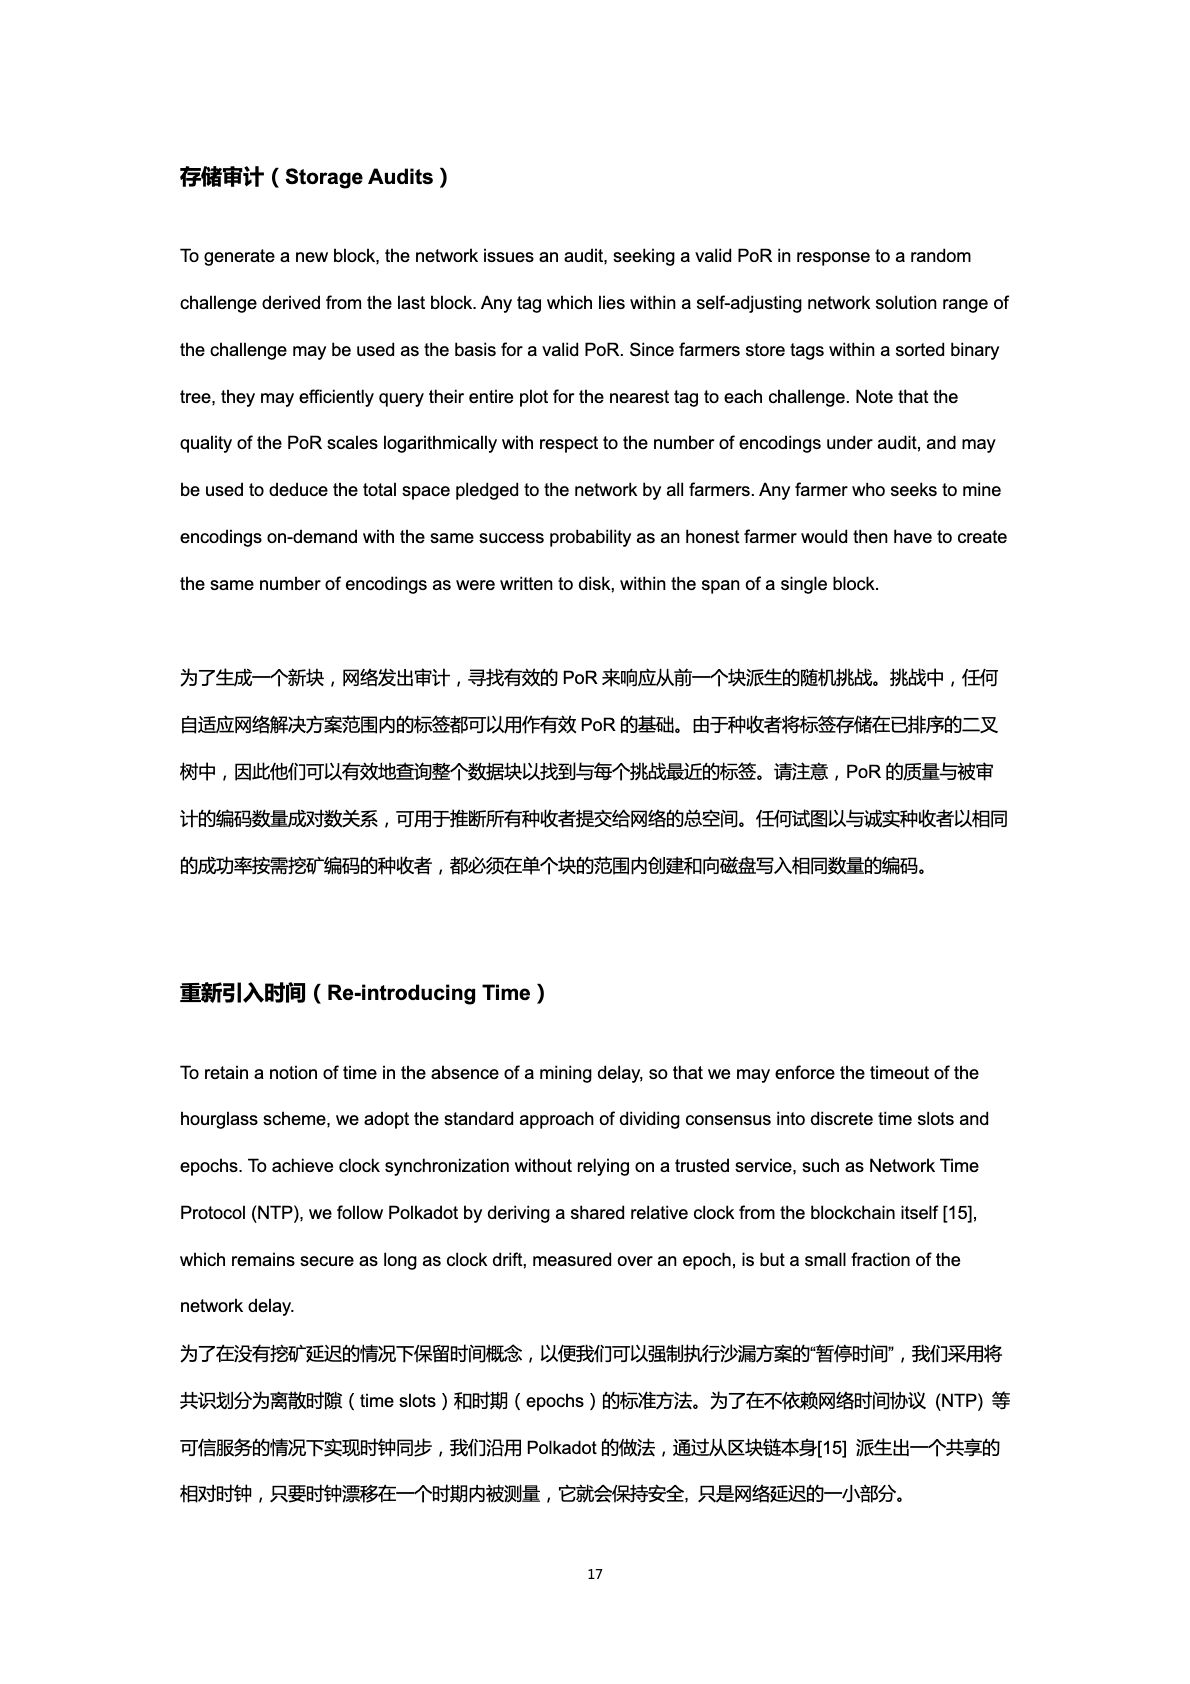 存储审计（Storage Audits）
To generate a new block, the network issues an audit, seeking a valid PoR in response to a random
challenge derived from the last block. Any tag which lies within a self-adjusting network solution range of
the challenge may be used as the basis for a valid PoR. Since farmers store tags within a sorted binary
tree, they may efficiently query their entire plot for the nearest tag to each challenge. Note that the
quality of the PoR scales logarithmically with respect to the number of encodings under audit, and may
be used to deduce the total space pledged to the network by all farmers. Any farmer who seeks to mine
encodings on-demand with the same success probability as an honest farmer would then have to create
the same number of encodings as were written to disk, within the span of a single block.
为了生成一个新块，网络发出审计，寻找有效的 PoR 来响应从前一个块派生的随机挑战。挑战中，任何
自适应网络解决方案范围内的标签都可以用作有效 PoR 的基础。由于种收者将标签存储在已排序的二叉
树中，因此他们可以有效地查询整个数据块以找到与每个挑战最近的标签。请注意，PoR 的质量与被审
计的编码数量成对数关系，可用于推断所有种收者提交给网络的总空间。任何试图以与诚实种收者以相同
的成功率按需挖矿编码的种收者，都必须在单个块的范围内创建和向磁盘写入相同数量的编码。
重新引入时间（Re-introducing Time）
To retain a notion of time in the absence of a mining delay, so that we may enforce the timeout of the
hourglass scheme, we adopt the standard approach of dividing consensus into discrete time slots and
epochs. To achieve clock synchronization without relying on a trusted service, such as Network Time
Protocol (NTP), we follow Polkadot by deriving a shared relative clock from the blockchain itself [15],
which remains secure as long as clock drift, measured over an epoch, is but a small fraction of the
network delay.
为了在没有挖矿延迟的情况下保留时间概念，以便我们可以强制执行沙漏方案的“暂停时间”，我们采用将
共识划分为离散时隙（time slots）和时期（epochs）的标准方法。为了在不依赖网络时间协议 (NTP) 等
可信服务的情况下实现时钟同步，我们沿用 Polkadot 的做法，通过从区块链本身[15] 派生出一个共享的
相对时钟，只要时钟漂移在一个时期内被测量，它就会保持安全, 只是网络延迟的一小部分。
17